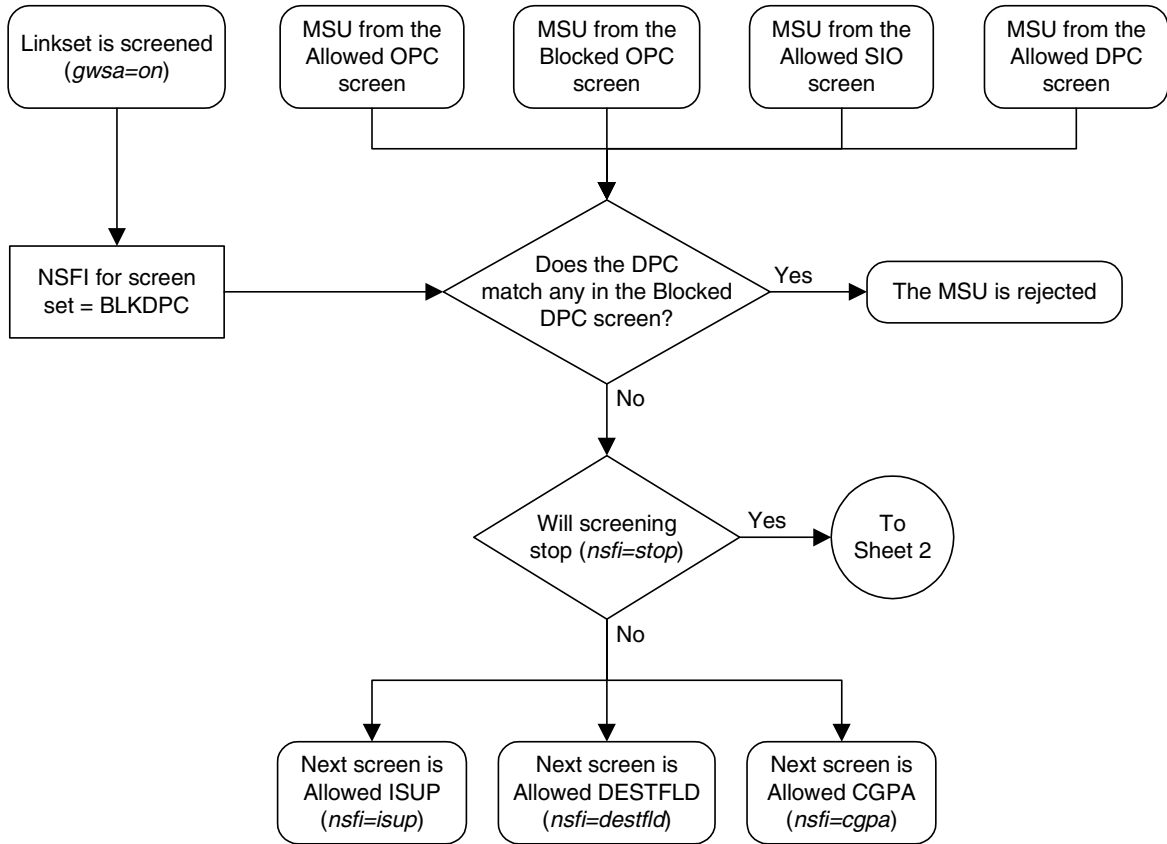 Linkset is screened
(gwsa=on)
MSU from the
Allowed OPC
screen
MSU from the
Blocked OPC
screen
MSU from the
Allowed SIO
screen
MSU from the
Allowed DPC
screen
NSFI for screen
set = BLKDPC
Does the DPC
match any in the Blocked
DPC screen?
Yes
The MSU is rejected
No
Will screening
stop (nsfi=stop)
Yes
To
Sheet 2
No
Next screen is
Allowed ISUP
(nsfi=isup)
Next screen is
Allowed DESTFLD
(nsfi=destfld)
Next screen is
Allowed CGPA
(nsfi=cgpa)